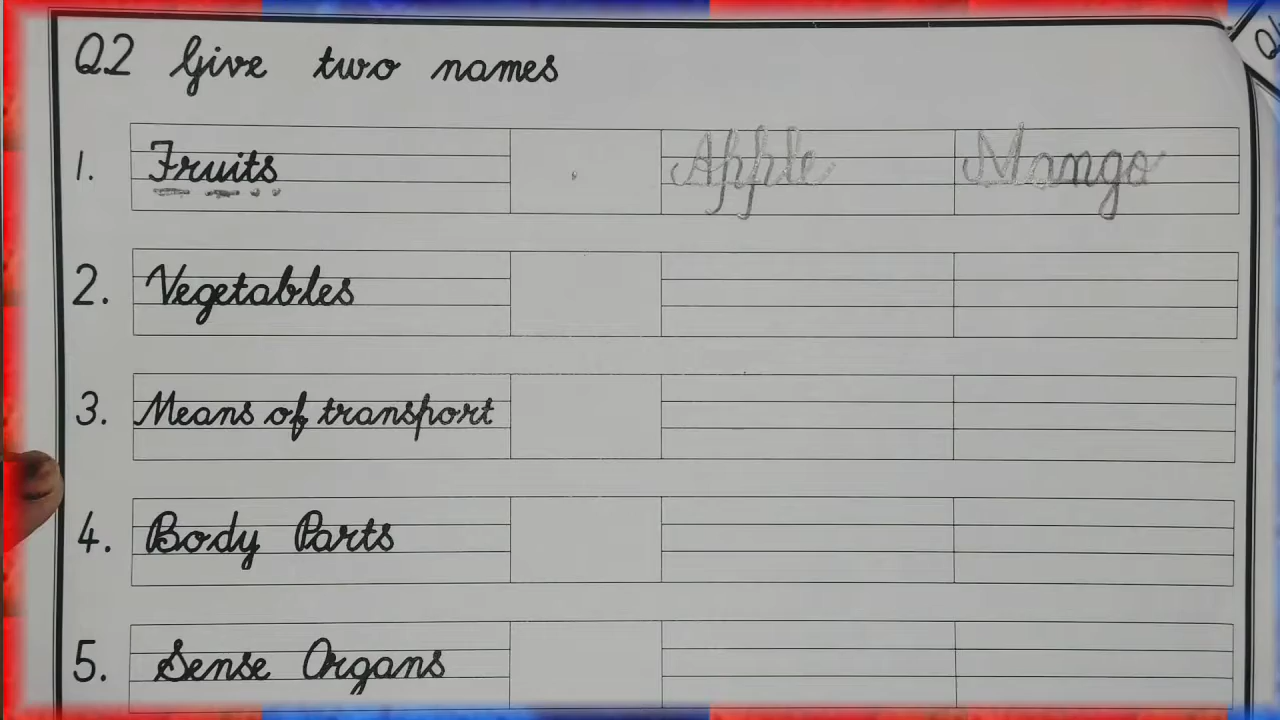 Q2 Give two names
1. Fruits Apple Mango
2. Vegetables
3. Means of transport
4. Body Parts
5. Sense Organs